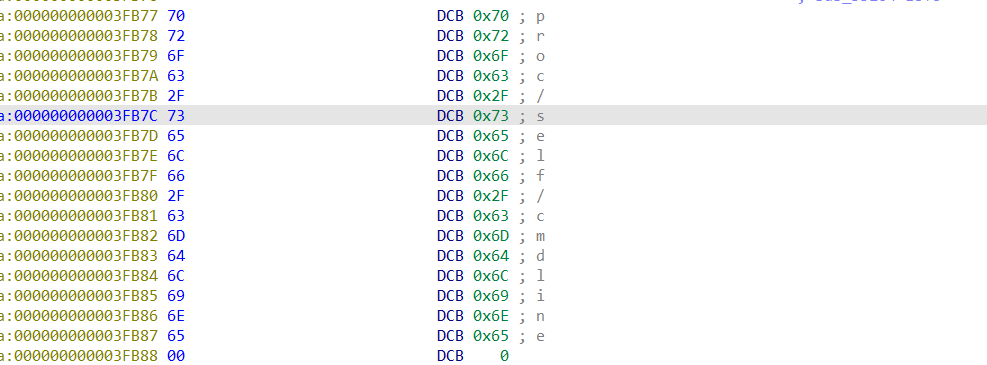 a:000000000003FB77 70 DCB 0x70 ; p
a:000000000003FB78 72 DCB 0x72 ; r
a:000000000003FB79 6F DCB 0x6F ; o
a:000000000003FB7A 63 DCB 0x63 ; c
a:000000000003FB7B 2F DCB 0x2F ; /
a:000000000003FB7C 73 DCB 0x73 ; s
a:000000000003FB7D 65 DCB 0x65 ; e
a:000000000003FB7E 6C DCB 0x6C ; l
a:000000000003FB7F 66 DCB 0x66 ; f
a:000000000003FB80 2F DCB 0x2F ; /
a:000000000003FB81 63 DCB 0x63 ; c
a:000000000003FB82 6D DCB 0x6D ; m
a:000000000003FB83 64 DCB 0x64 ; d
a:000000000003FB84 6C DCB 0x6C ; l
a:000000000003FB85 69 DCB 0x69 ; i
a:000000000003FB86 6E DCB 0x6E ; n
a:000000000003FB87 65 DCB 0x65 ; e
a:000000000003FB88 00 DCB 0